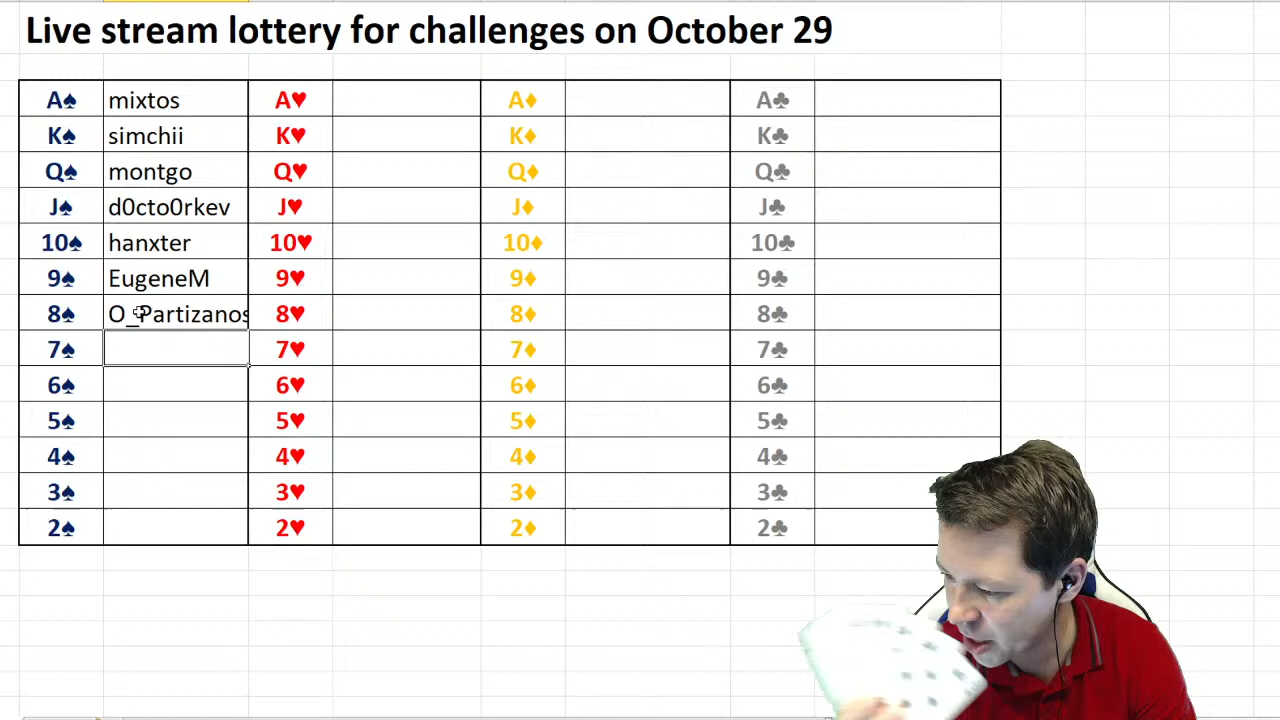 Live stream lottery for challenges on October 29
A♠ mixtos A♥ A♦ A♣
K♠ simchii K♥ K♦ K♣
Q♠ montgo Q♥ Q♦ Q♣
J♠ d0cto0rkev J♥ J♦ J♣
10♠ hanxter 10♥ 10♦ 10♣
9♠ EugeneM 9♥ 9♦ 9♣
8♠ O_Partizanos 8♥ 8♦ 8♣
7♠ 7♥ 7♦ 7♣
6♠ 6♥ 6♦ 6♣
5♠ 5♥ 5♦ 5♣
4♠ 4♥ 4♦ 4♣
3♠ 3♥ 3♦ 3♣
2♠ 2♥ 2♦ 2♣